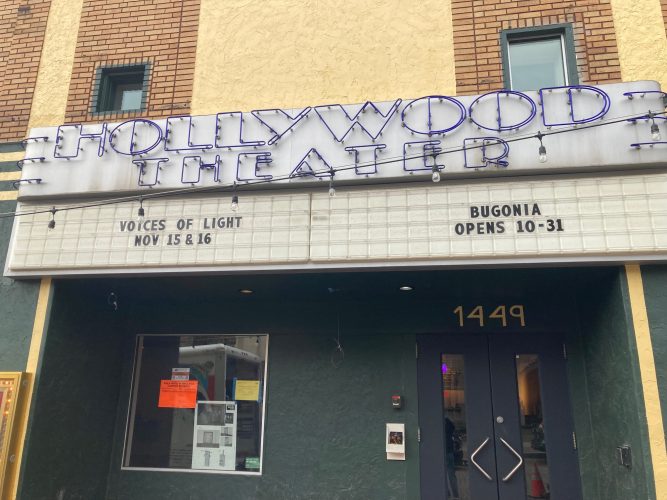 HOLLYWOOD
THEATER
VOICES OF LIGHT
NOV 15 & 16
BUGONIA
OPENS 10-31
1449